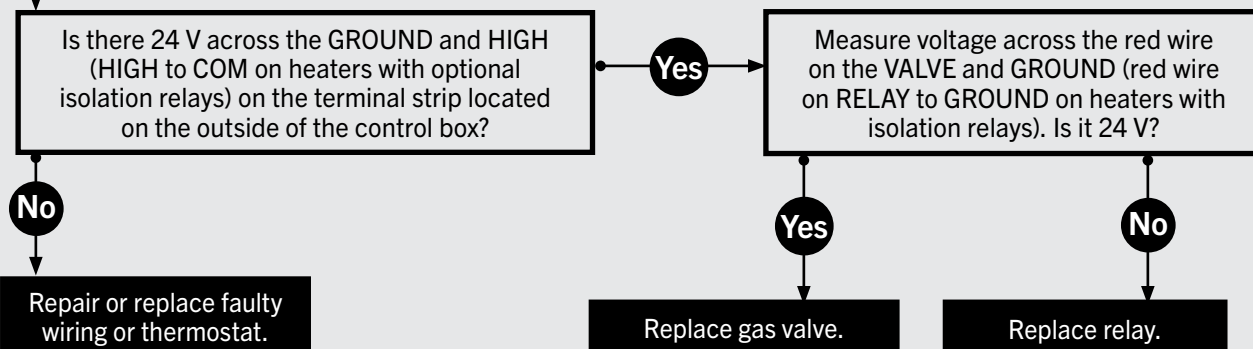 Is there 24 V across the GROUND and HIGH
(HIGH to COM on heaters with optional
isolation relays) on the terminal strip located
on the outside of the control box?
Yes
Measure voltage across the red wire
on the VALVE and GROUND (red wire
on RELAY to GROUND on heaters with
isolation relays). Is it 24 V?
No
Yes
No
Repair or replace faulty
wiring or thermostat.
Replace gas valve.
Replace relay.